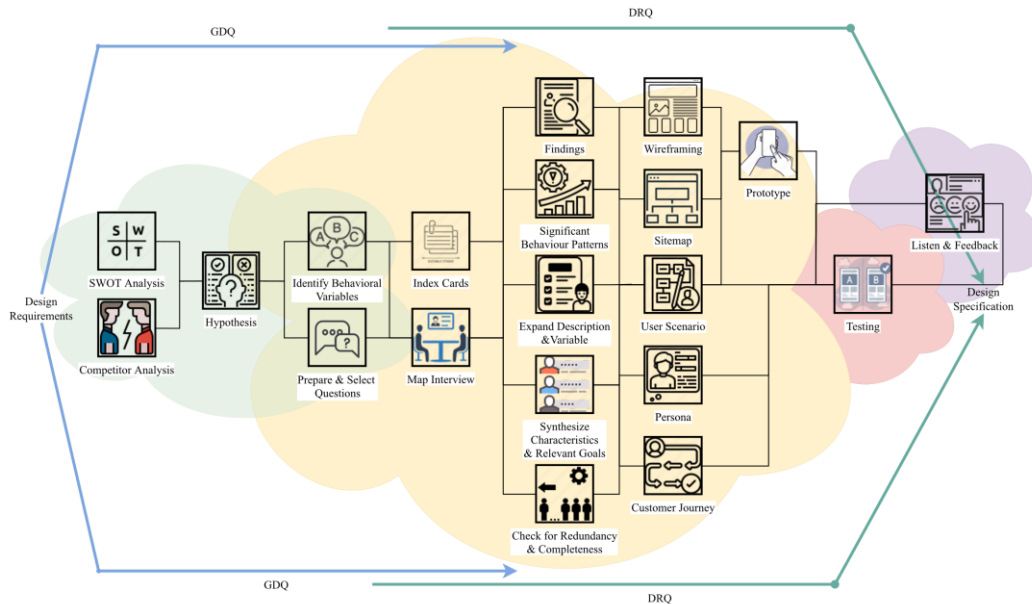 DRQ
GDQ
Findings
Wireframing
Prototype
Significant
Behaviour Patterns
Sitemap
Listen & Feedback
S W
O T
A B C
SWOT Analysis
Hypothesis
Identify Behavioral
Variables
Index Cards
Expand Description
&Variable
User Scenario
A B
Testing
Design
Specification
Design
Requirements
Competitor Analysis
Prepare & Select
Questions
Map Interview
Synthesize
Characteristics
& Relevant Goals
Persona
Check for Redundancy
& Completeness
Customer Journey
GDQ
DRQ